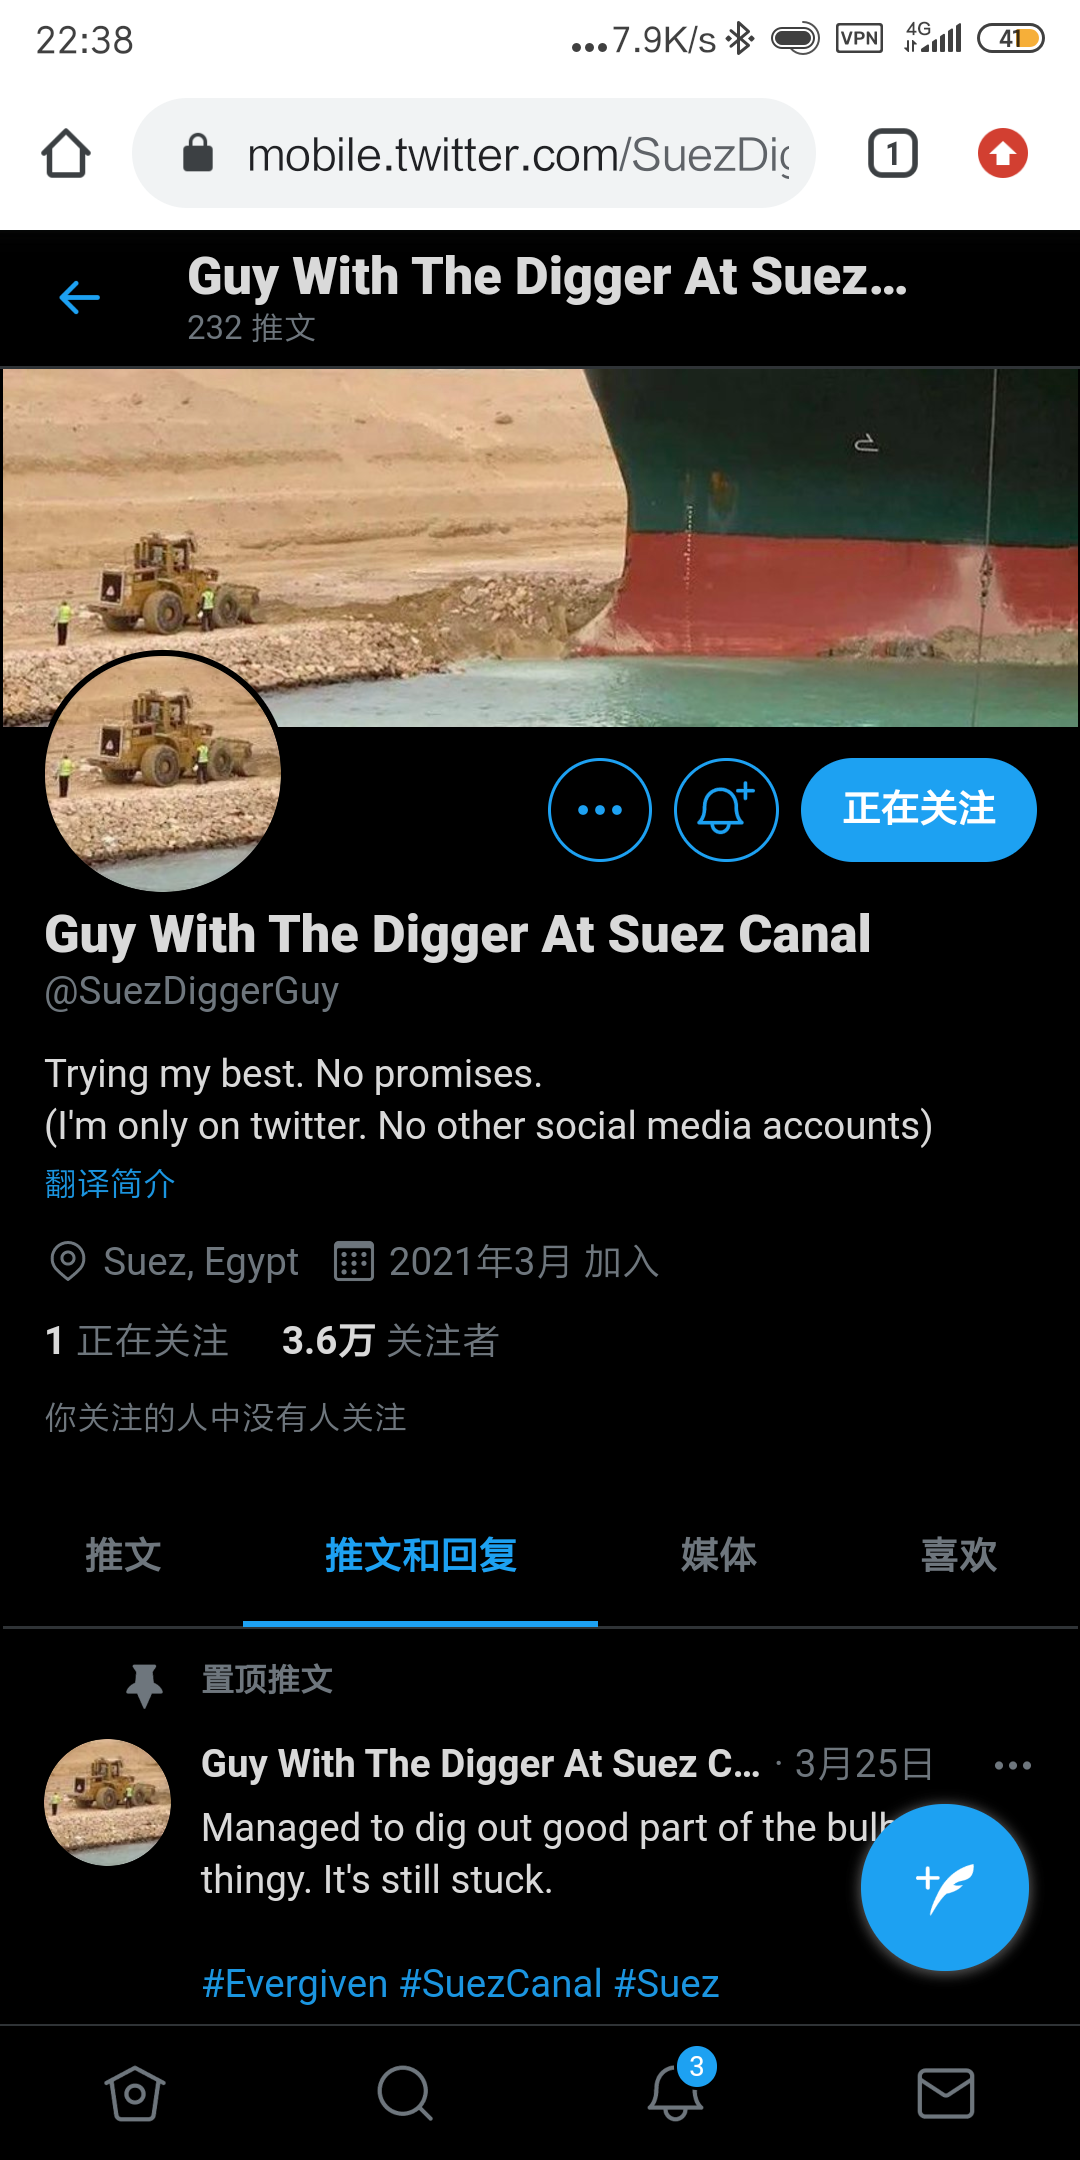 22:38
...7.9K/s
VPN
4G
41
mobile.twitter.com/SuezDig
1
Guy With The Digger At Suez...
232 推文
正在关注
Guy With The Digger At Suez Canal
@SuezDiggerGuy
Trying my best. No promises.
(I'm only on twitter. No other social media accounts)
翻译简介
Suez, Egypt 2021年3月 加入
1 正在关注 3.6万 关注者
你关注的人中没有人关注
推文 推文和回复 媒体 喜欢
置顶推文
Guy With The Digger At Suez C... · 3月25日
Managed to dig out good part of the bulb
thingy. It's still stuck.
#Evergiven #SuezCanal #Suez
3